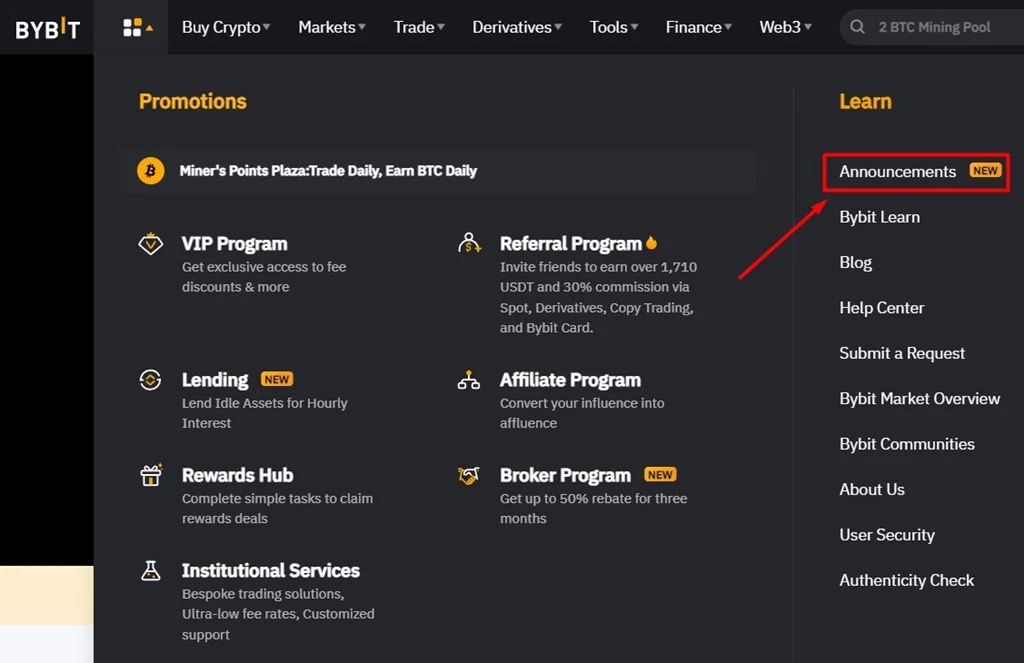 BYBIT
Buy Crypto
Markets
Trade
Derivatives
Tools
Finance
Web3
2 BTC Mining Pool
Promotions
Miner's Points Plaza:Trade Daily, Earn BTC Daily
VIP Program
Get exclusive access to fee
discounts & more
Referral Program
Invite friends to earn over 1,710
USDT and 30% commission via
Spot, Derivatives, Copy Trading,
and Bybit Card.
Lending NEW
Lend Idle Assets for Hourly
Interest
Affiliate Program
Convert your influence into
affluence
Rewards Hub
Complete simple tasks to claim
rewards deals
Broker Program NEW
Get up to 50% rebate for three
months
Institutional Services
Bespoke trading solutions,
Ultra-low fee rates, Customized
support
Learn
Announcements NEW
Bybit Learn
Blog
Help Center
Submit a Request
Bybit Market Overview
Bybit Communities
About Us
User Security
Authenticity Check